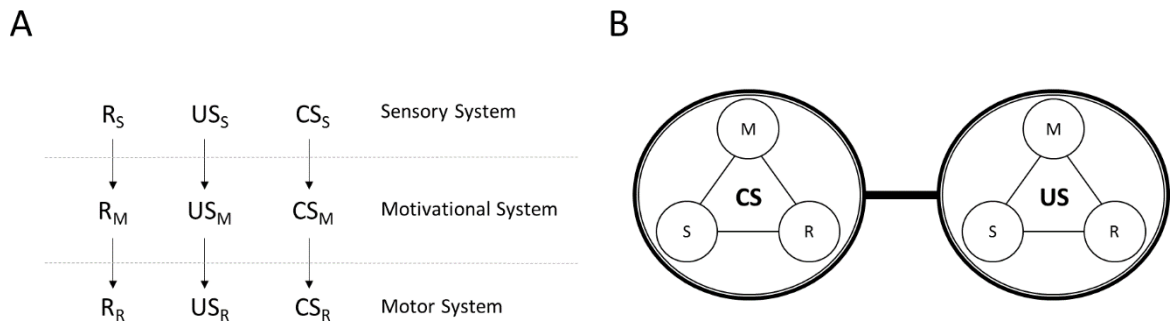 A
R_S US_S CS_S Sensory System
R_M US_M CS_M Motivational System
R_R US_R CS_R Motor System
B
M
CS
S R
M
US
S R